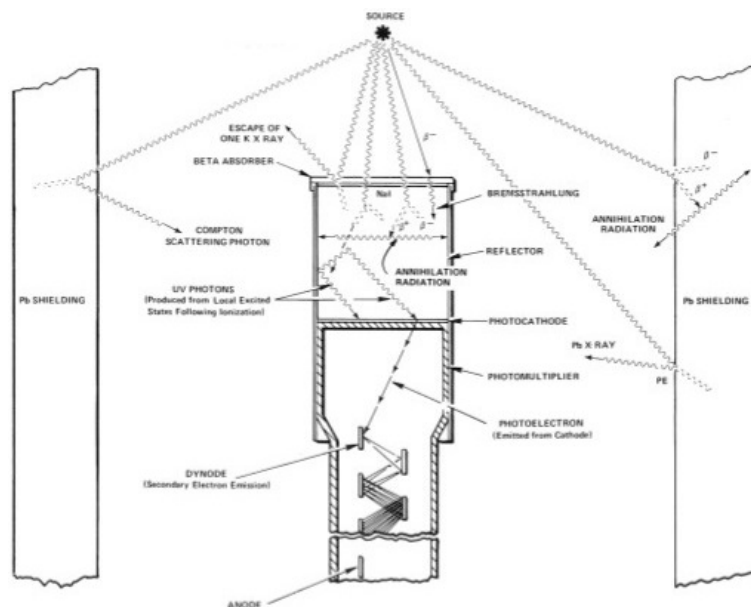 SOURCE
ESCAPE OF
ONE K X RAY
BETA ABSORBER
β⁻
NaI
BREMSSTRAHLUNG
β⁺
β⁻
β⁻
β⁺
ANNIHILATION
RADIATION
COMPTON
SCATTERING PHOTON
REFLECTOR
ANNIHILATION
RADIATION
UV PHOTONS
(Produced from Local Excited
States Following Ionization)
Pb SHIELDING
Pb SHIELDING
PHOTOCATHODE
Pb X RAY
PE
PHOTOMULTIPLIER
PHOTOELECTRON
(Emitted from Cathode)
DYNODE
(Secondary Electron Emission)
ANODE